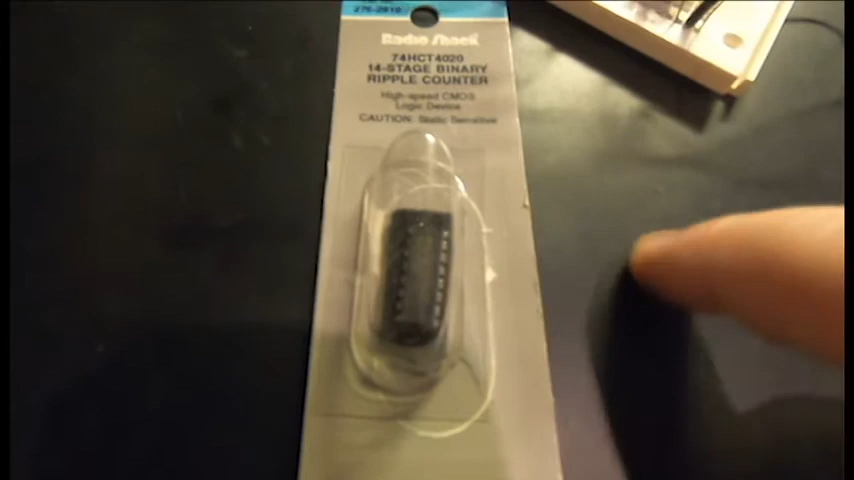 Radio Shack
74HCT4020
14-STAGE BINARY
RIPPLE COUNTER
High-speed CMOS
Logic Device
CAUTION: Static Sensitive